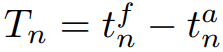 $T_n = t_n^f - t_n^a$